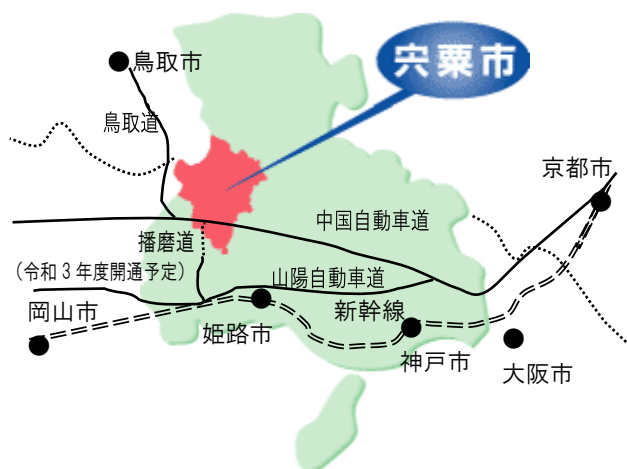 宍粟市
鳥取市
鳥取道
京都市
中国自動車道
播磨道
(令和3年度開通予定)
山陽自動車道
岡山市
新幹線
姫路市
神戸市
大阪市